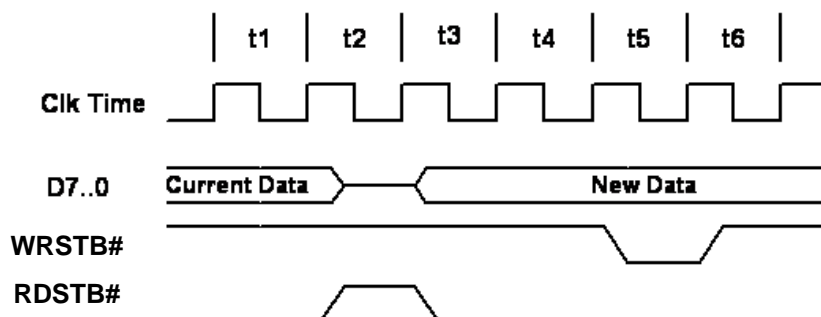 t1 t2 t3 t4 t5 t6
Clk Time
D7..0 Current Data New Data
WRSTB#
RDSTB#